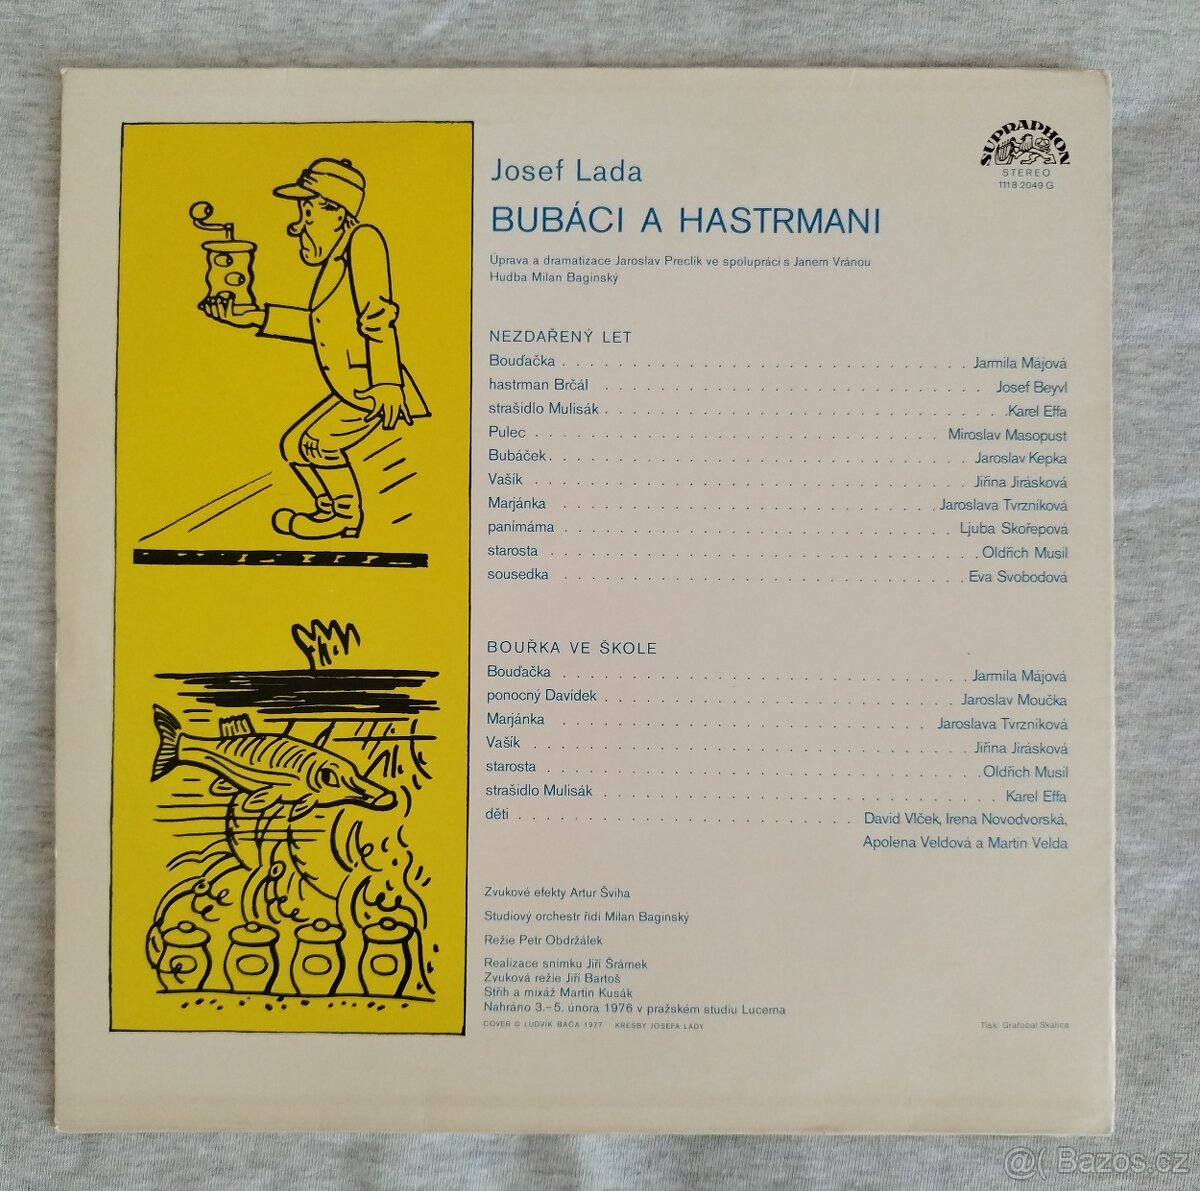 SUPRAPHON
STEREO
1118 2049 G
Josef Lada
BUBÁCI A HASTRMANI
Úprava a dramatizace Jaroslav Preclík ve spolupráci s Janem Vránou
Hudba Milan Baginský
NEZDAŘENÝ LET
Bouďačka . . . . . . . . . . Jarmila Májová
hastrman Brčál . . . . . . . . . . Josef Beyvl
strašidlo Mulisák . . . . . . . . . . Karel Effa
Pulec . . . . . . . . . . Miroslav Masopust
Bubáček . . . . . . . . . . Jaroslav Kepka
Vašík . . . . . . . . . . Jiřina Jirásková
Marjánka . . . . . . . . . . Jaroslava Tvrzníková
panímáma . . . . . . . . . . Ljuba Skořepová
starosta . . . . . . . . . . Oldřich Musil
sousedka . . . . . . . . . . Eva Svobodová
BOUŘKA VE ŠKOLE
Bouďačka . . . . . . . . . . Jarmila Májová
ponocný Davídek . . . . . . . . . . Jaroslav Moučka
Marjánka . . . . . . . . . . Jaroslava Tvrzníková
Vašík . . . . . . . . . . Jiřina Jirásková
starosta . . . . . . . . . . Oldřich Musil
strašidlo Mulisák . . . . . . . . . . Karel Effa
děti . . . . . . . . . . David Vlček, Irena Novodvorská,
Apolena Veldová a Martin Velda
Zvukové efekty Artur Šviha
Studiový orchestr řídí Milan Baginský
Režie Petr Obdržálek
Realizace snímku Jiří Šrámek
Zvuková režie Jiří Bartoš
Střih a mixáž Martin Kusák
Nahráno 3.–5. února 1976 v pražském studiu Lucerna
COVER © LUDVÍK BAČA 1977 KRESBY JOSEFA LADY
Tisk: Grafobal Skalica
@( Bazos.cz